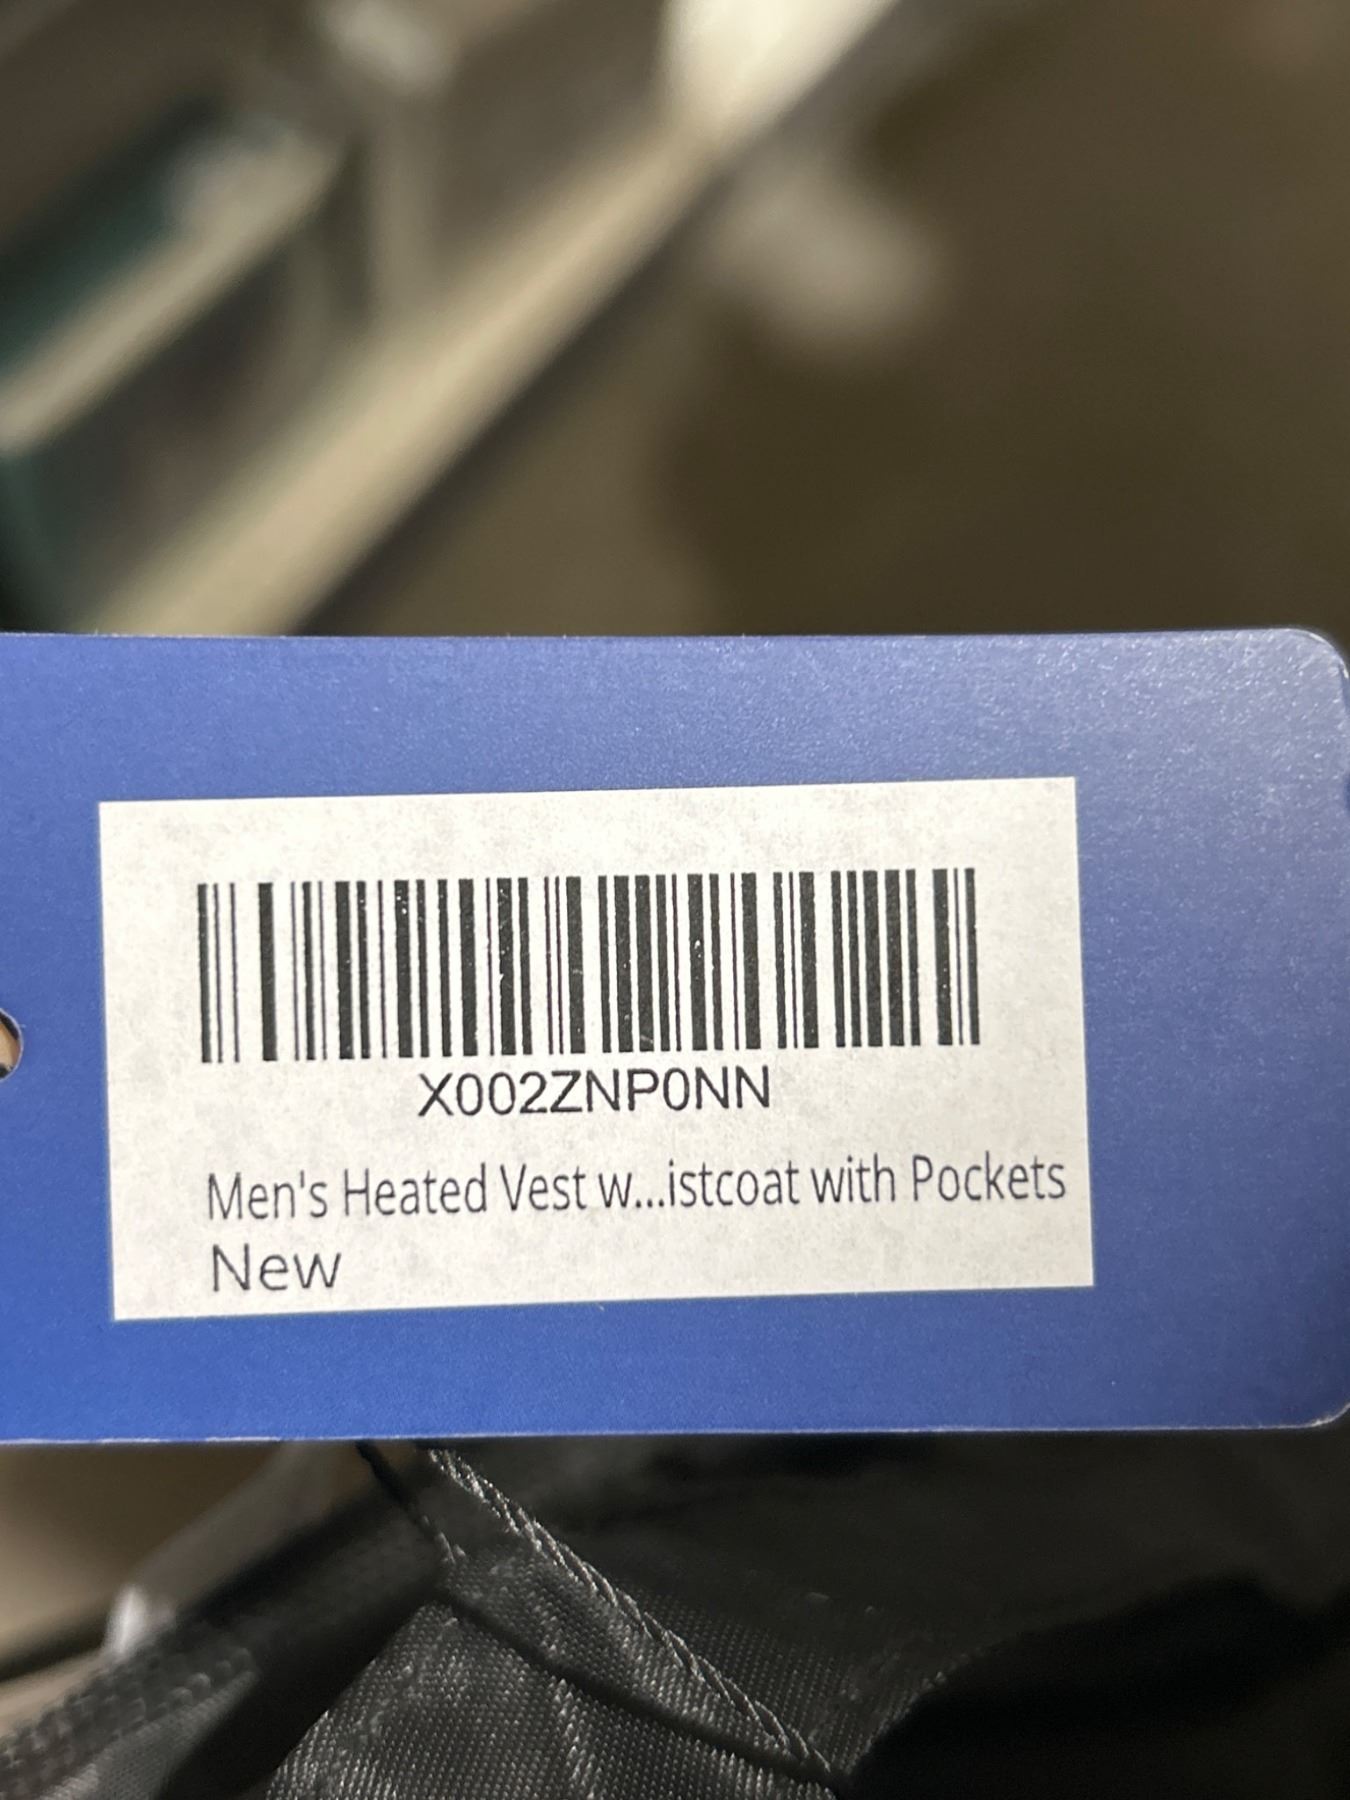 X002ZNP0NN
Men's Heated Vest w...istcoat with Pockets
New